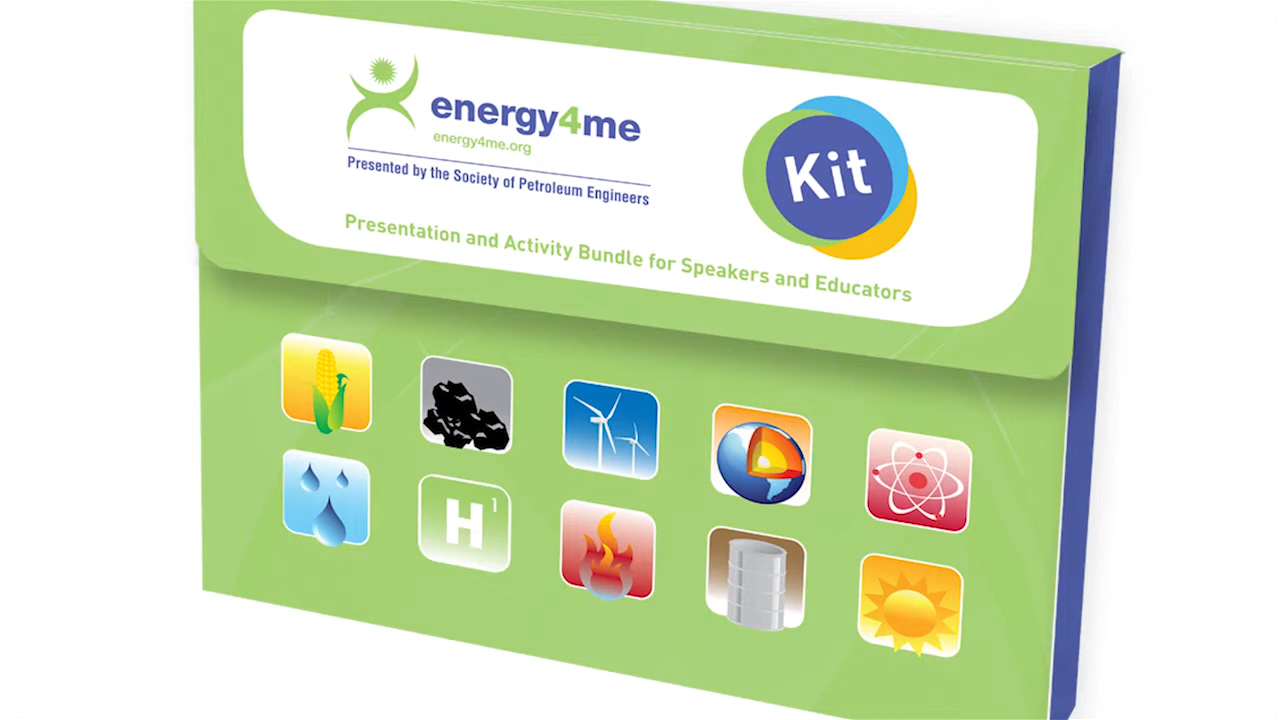 energy4me
energy4me.org
Presented by the Society of Petroleum Engineers
Kit
Presentation and Activity Bundle for Speakers and Educators
H 1